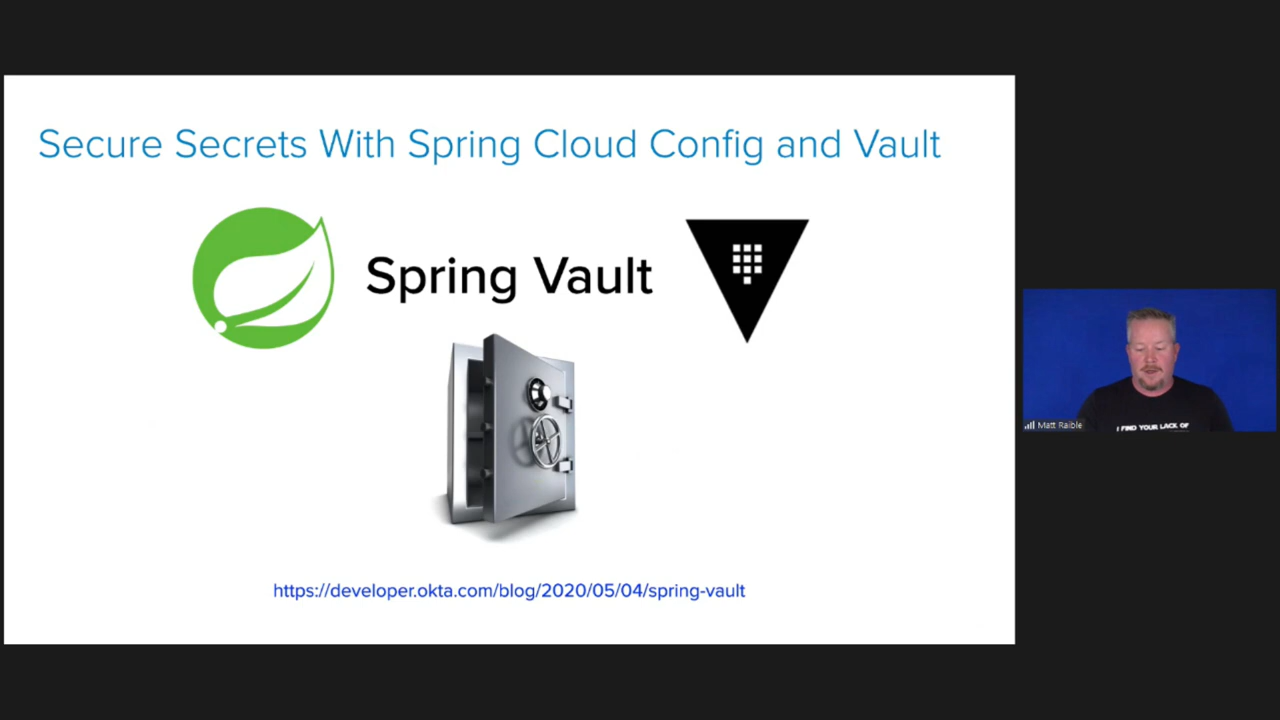 Secure Secrets With Spring Cloud Config and Vault
Spring Vault
https://developer.okta.com/blog/2020/05/04/spring-vault
Matt Raible
I FIND YOUR LACK OF